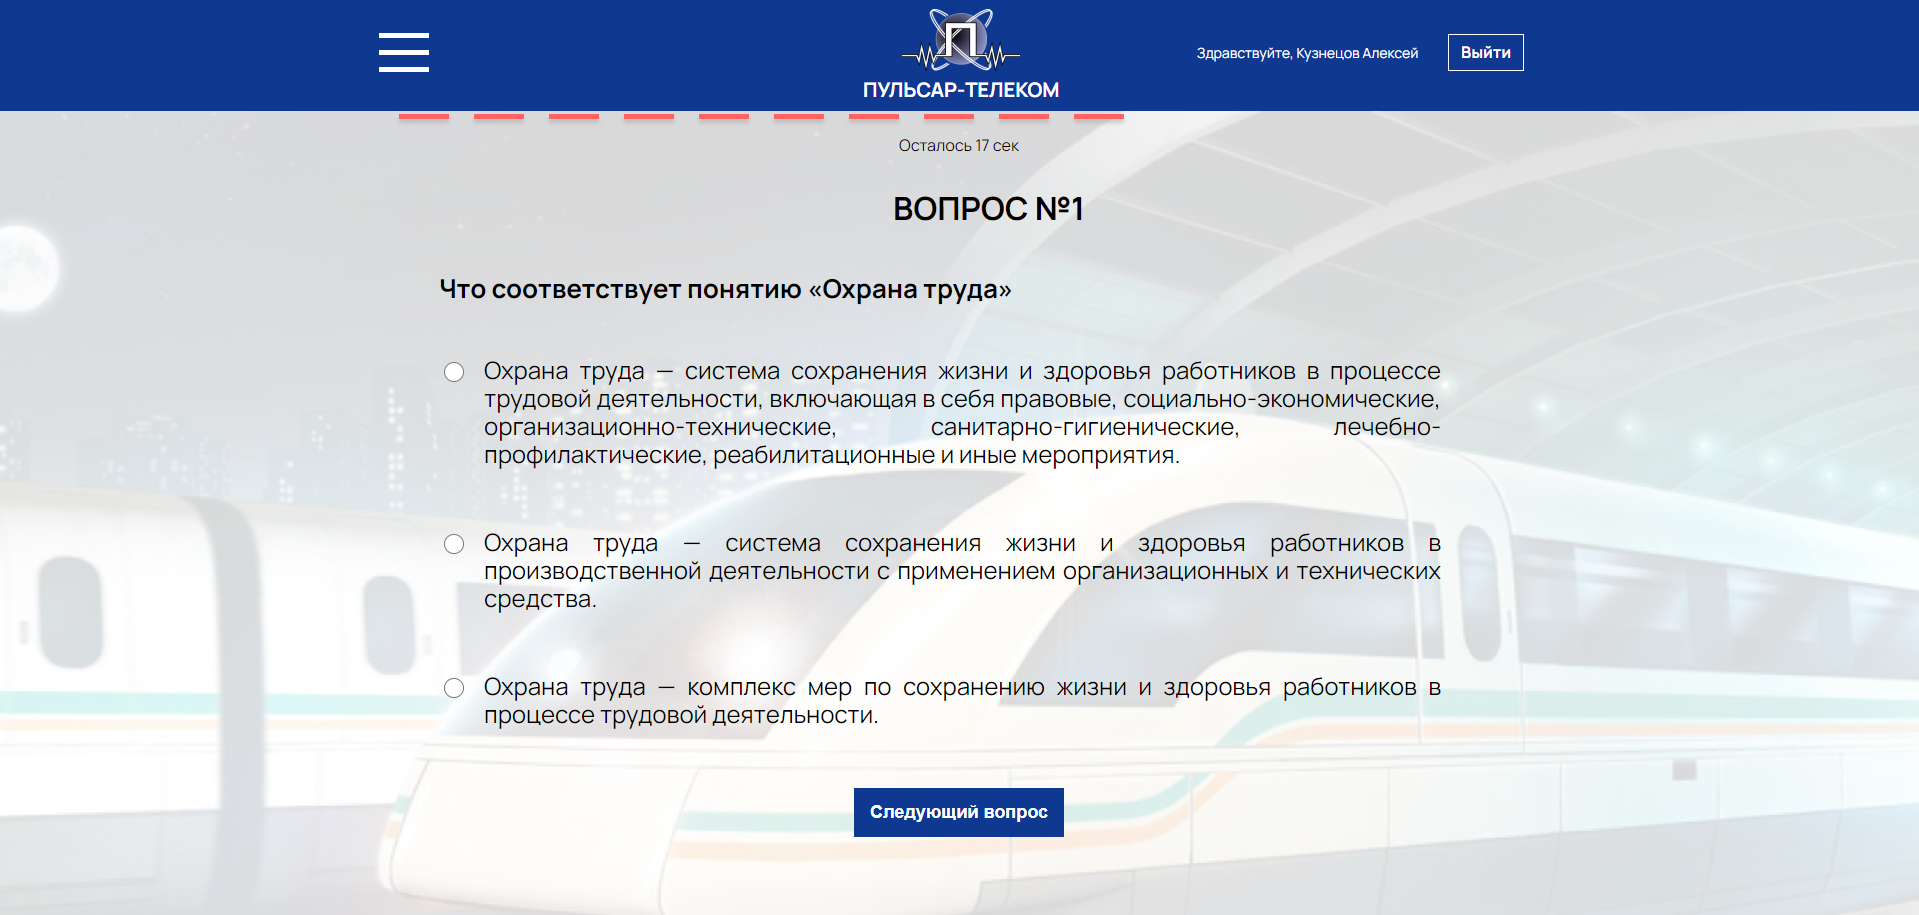 П
ПУЛЬСАР-ТЕЛЕКОМ
Здравствуйте, Кузнецов Алексей
Выйти
Осталось 17 сек
ВОПРОС №1
Что соответствует понятию «Охрана труда»
Охрана труда — система сохранения жизни и здоровья работников в процессе
трудовой деятельности, включающая в себя правовые, социально-экономические,
организационно-технические, санитарно-гигиенические, лечебно-
профилактические, реабилитационные и иные мероприятия.
Охрана труда — система сохранения жизни и здоровья работников в
производственной деятельности с применением организационных и технических
средства.
Охрана труда — комплекс мер по сохранению жизни и здоровья работников в
процессе трудовой деятельности.
Следующий вопрос